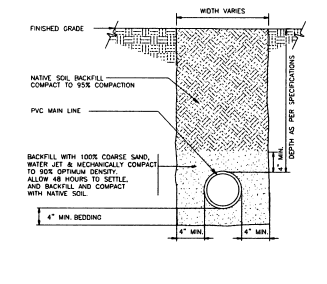 WIDTH VARIES
FINISHED GRADE
NATIVE SOIL BACKFILL
COMPACT TO 95% COMPACTION
DEPTH AS PER SPECIFICATIONS
PVC MAIN LINE
BACKFILL WITH 100% COARSE SAND,
WATER JET & MECHANICALLY COMPACT
TO 90% OPTIMUM DENSITY.
ALLOW 48 HOURS TO SETTLE,
AND BACKFILL AND COMPACT
WITH NATIVE SOIL.
4" MIN.
4" MIN. BEDDING
4" MIN.
4" MIN.